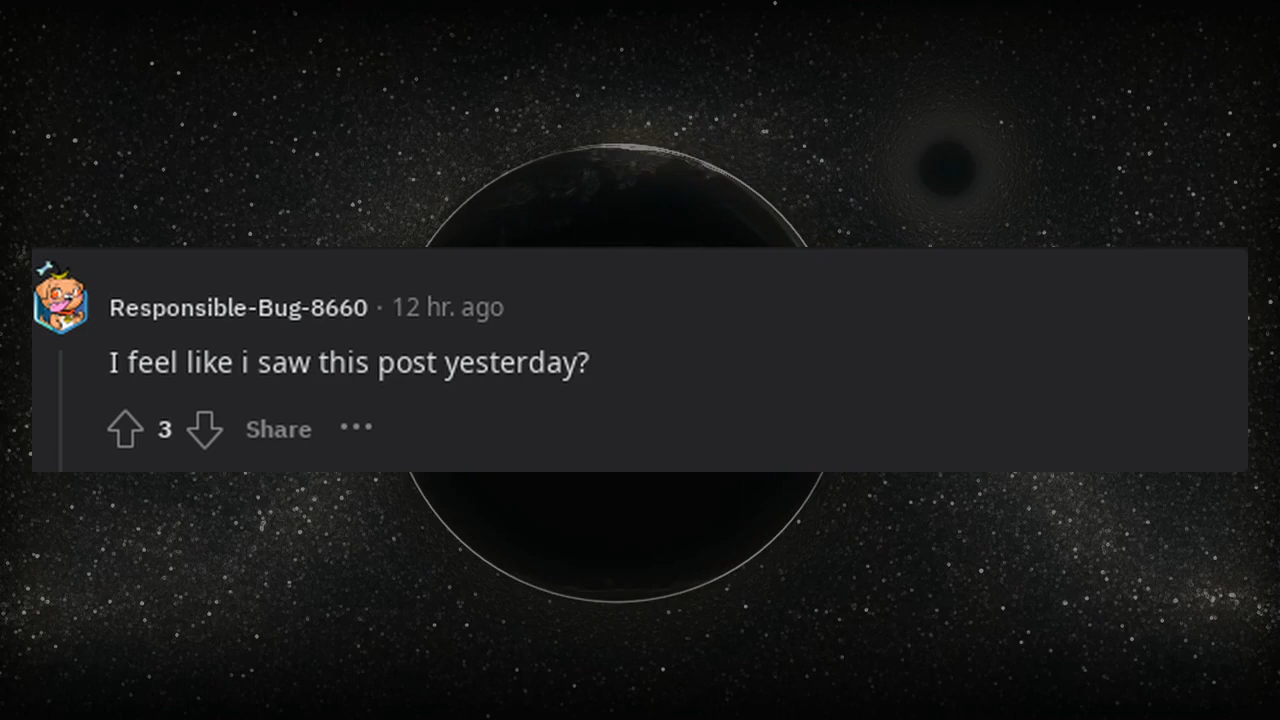 Responsible-Bug-8660 · 12 hr. ago
I feel like i saw this post yesterday?
3 Share •••